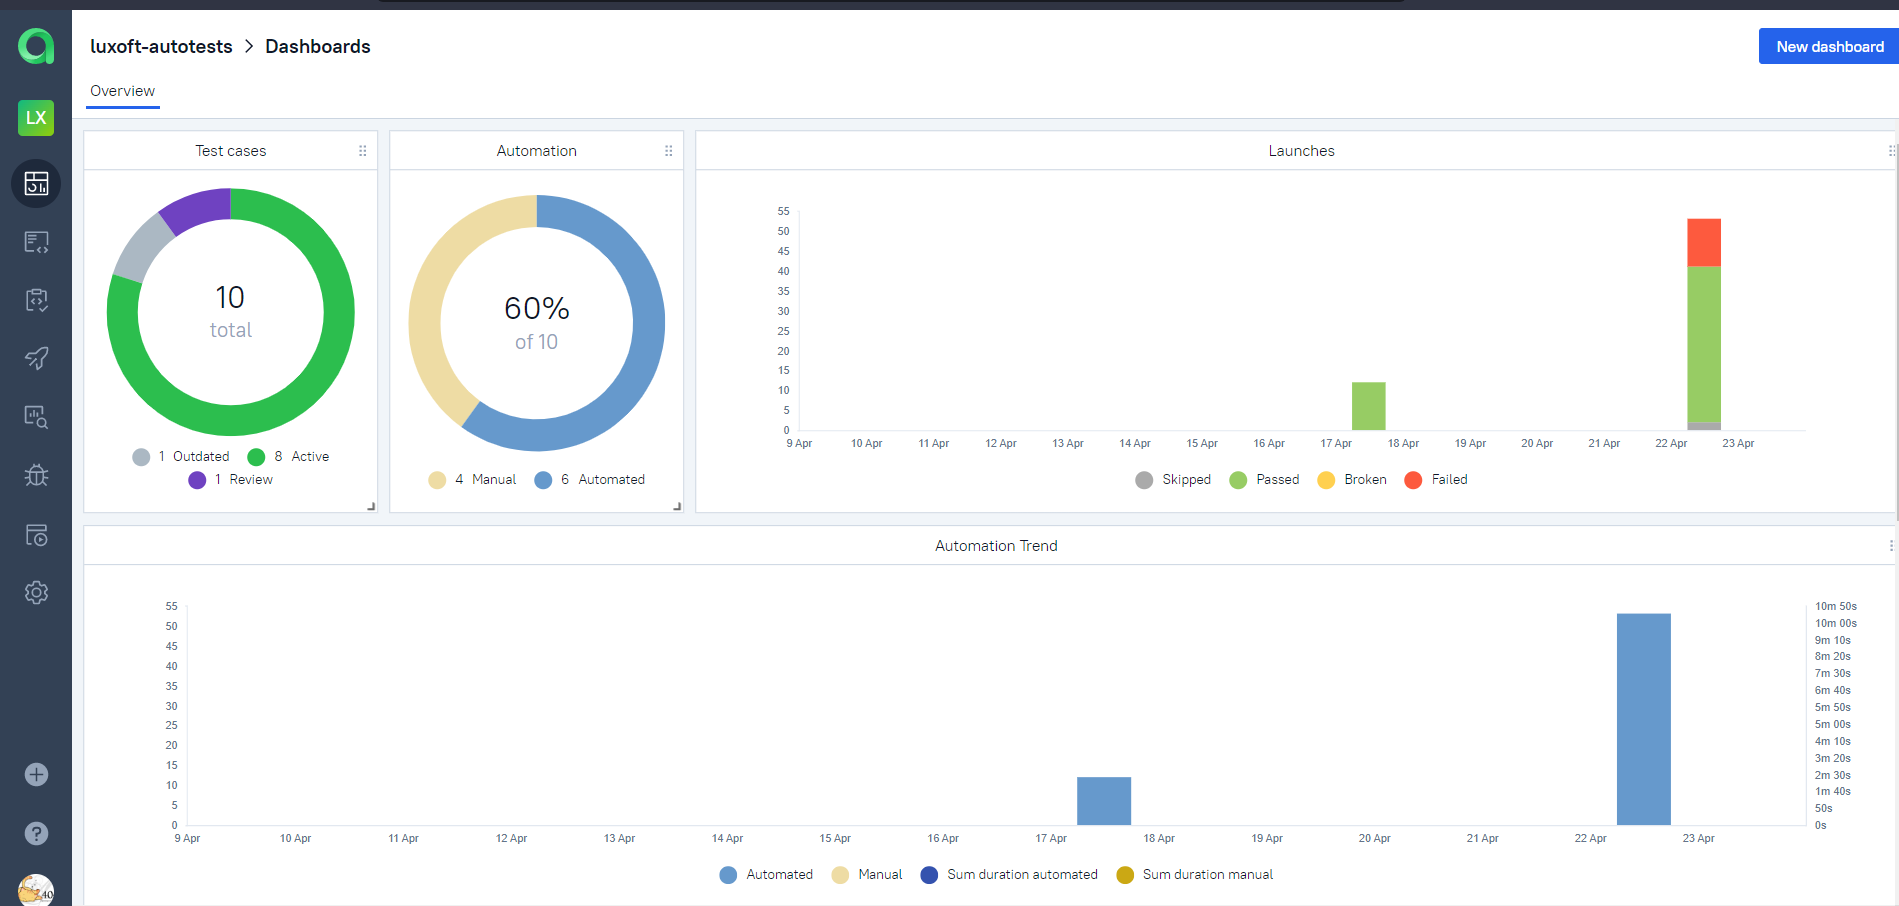 luxoft-autotests > Dashboards
New dashboard
Overview
LX
Test cases
10
total
1 Outdated 8 Active
1 Review
Automation
60%
of 10
4 Manual 6 Automated
Launches
55
50
45
40
35
30
25
20
15
10
5
0
9 Apr 10 Apr 11 Apr 12 Apr 13 Apr 14 Apr 15 Apr 16 Apr 17 Apr 18 Apr 19 Apr 20 Apr 21 Apr 22 Apr 23 Apr
Skipped Passed Broken Failed
Automation Trend
55
50
45
40
35
30
25
20
15
10
5
0
10m 50s
10m 00s
9m 10s
8m 20s
7m 30s
6m 40s
5m 50s
5m 00s
4m 10s
3m 20s
2m 30s
1m 40s
50s
0s
9 Apr 10 Apr 11 Apr 12 Apr 13 Apr 14 Apr 15 Apr 16 Apr 17 Apr 18 Apr 19 Apr 20 Apr 21 Apr 22 Apr 23 Apr
Automated Manual Sum duration automated Sum duration manual
?